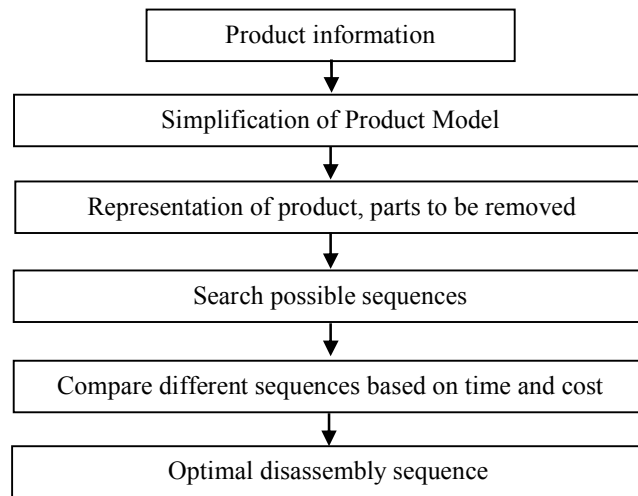 Product information
Simplification of Product Model
Representation of product, parts to be removed
Search possible sequences
Compare different sequences based on time and cost
Optimal disassembly sequence